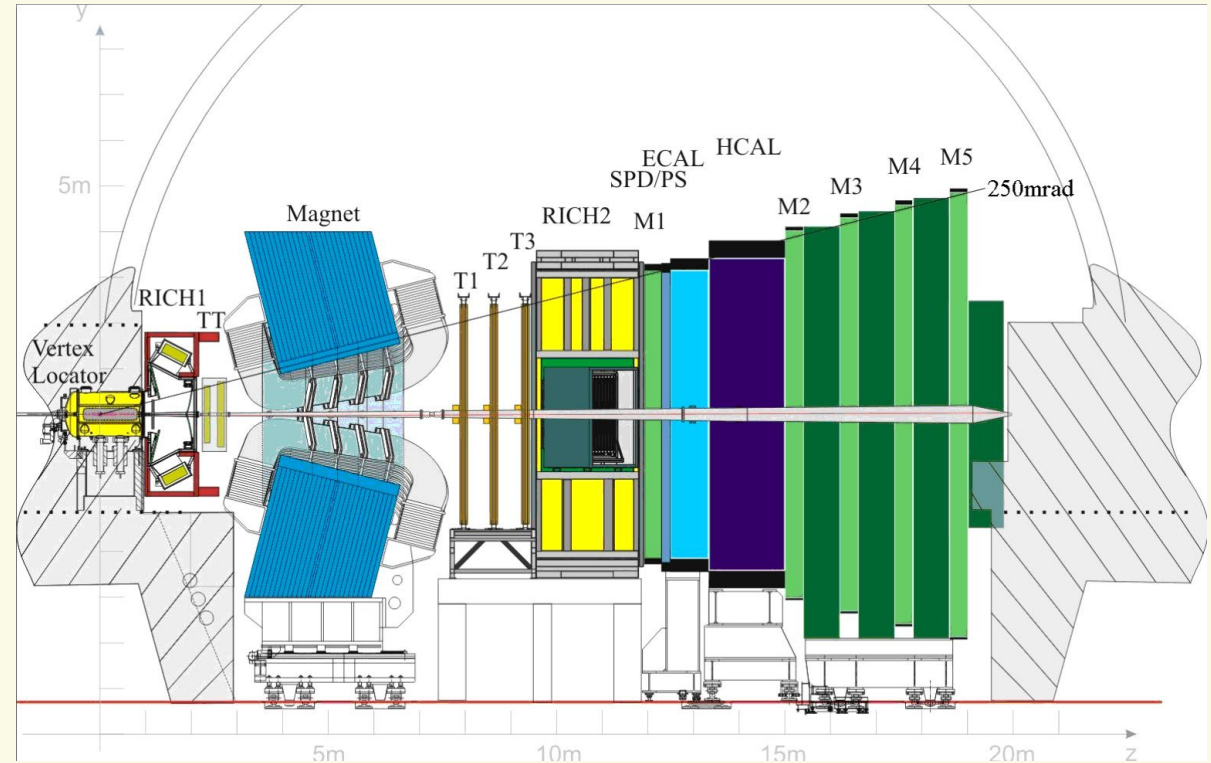 y
M5
HCAL
M4
ECAL
M3
SPD/PS
5m
250mrad
M2
Magnet
RICH2
M1
T3
T2
T1
RICH1
TT
Vertex
Locator
5m
10m
15m
20m
z